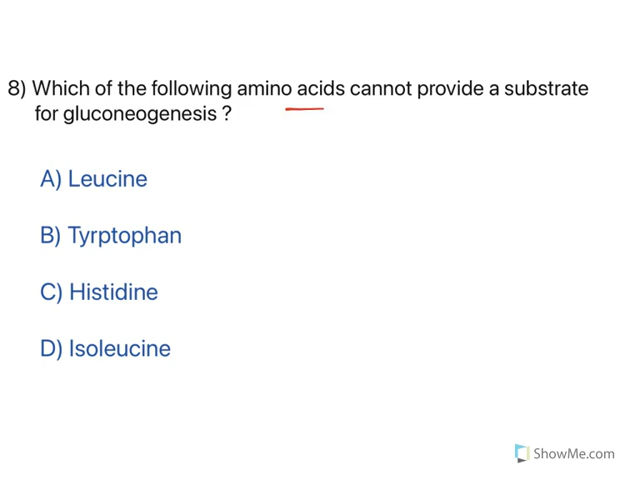 8) Which of the following amino acids cannot provide a substrate
for gluconeogenesis ?
A) Leucine
B) Tyrptophan
C) Histidine
D) Isoleucine
ShowMe.com